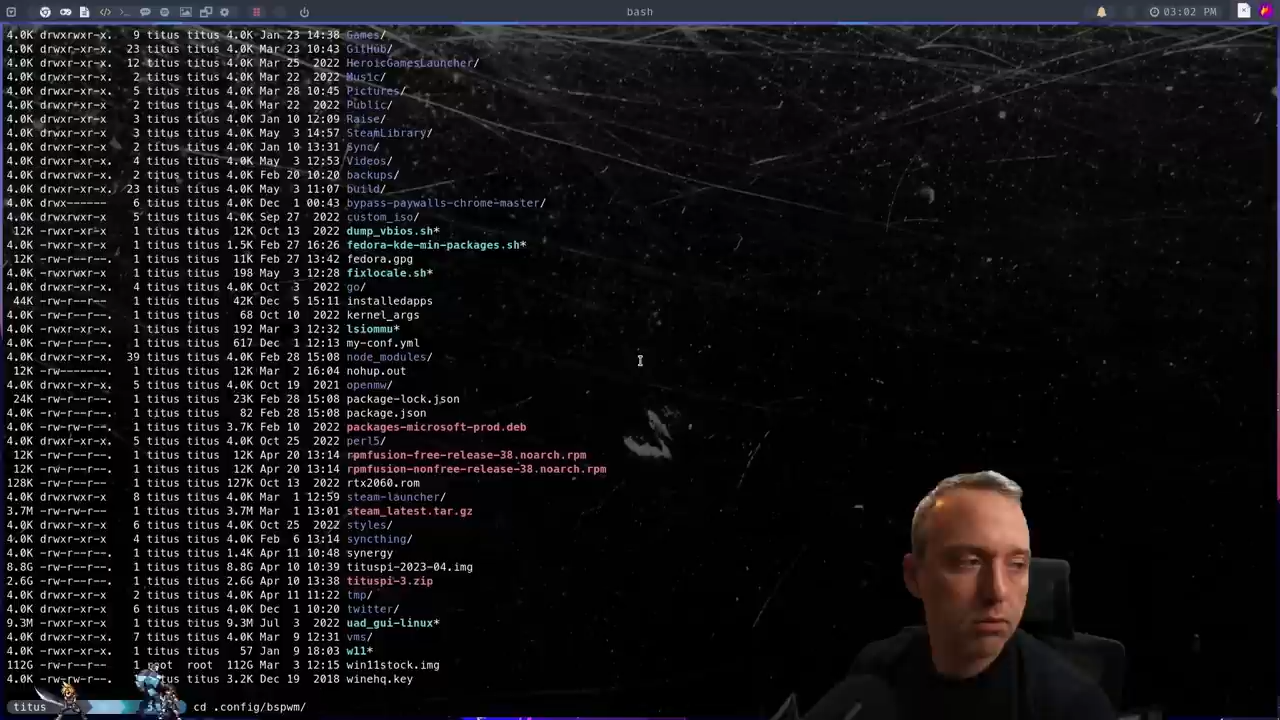 bash
03:02 PM
4.0K drwxrwxr-x. 9 titus titus 4.0K Jan 23 14:38 Games/
4.0K drwxr-xr-x. 23 titus titus 4.0K Mar 23 10:43 GitHub/
4.0K drwxr-xr-x. 12 titus titus 4.0K Mar 25 2022 HeroicGamesLauncher/
4.0K drwxr-xr-x. 2 titus titus 4.0K Mar 22 2022 Music/
4.0K drwxr-xr-x. 5 titus titus 4.0K Mar 28 10:45 Pictures/
4.0K drwxr-xr-x. 2 titus titus 4.0K Mar 22 2022 Public/
4.0K drwxr-xr-x. 3 titus titus 4.0K Jan 10 12:09 Raise/
4.0K drwxr-xr-x. 3 titus titus 4.0K May 3 14:57 SteamLibrary/
4.0K drwxr-xr-x. 2 titus titus 4.0K Jan 10 13:31 Sync/
4.0K drwxr-xr-x. 4 titus titus 4.0K May 3 12:53 Videos/
4.0K drwxrwxr-x 2 titus titus 4.0K Feb 20 10:20 backups/
4.0K drwxr-xr-x. 23 titus titus 4.0K May 3 11:07 build/
4.0K drwx------ 6 titus titus 4.0K Dec 1 00:43 bypass-paywalls-chrome-master/
4.0K drwxrwxr-x 5 titus titus 4.0K Sep 27 2022 custom_iso/
12K -rwxrwxr-x 1 titus titus 12K Oct 13 2022 dump_vbios.sh*
4.0K -rwxr-xr-x. 1 titus titus 1.5K Feb 27 16:26 fedora-kde-min-packages.sh*
12K -rw-r--r--. 1 titus titus 11K Feb 27 13:42 fedora.gpg
4.0K -rwxrwxr-x 1 titus titus 198 May 3 12:28 fixlocale.sh*
4.0K drwxr-xr-x. 4 titus titus 4.0K Oct 3 2022 go/
44K -rw-r--r-- 1 titus titus 42K Dec 5 15:11 installedapps
4.0K -rw-r--r-- 1 titus titus 68 Oct 10 2022 kernel_args
4.0K -rwxr-xr-x. 1 titus titus 192 Mar 3 12:32 lsiommu*
4.0K -rw-r--r--. 1 titus titus 617 Dec 1 12:13 my-conf.yml
4.0K drwxr-xr-x 39 titus titus 4.0K Feb 28 15:08 node_modules/
12K -rw-------. 1 titus titus 12K Mar 2 16:04 nohup.out
4.0K drwxr-xr-x. 5 titus titus 4.0K Oct 19 2021 openmw/
24K -rw-r--r--. 1 titus titus 23K Feb 28 15:08 package-lock.json
4.0K -rw-r--r--. 1 titus titus 82 Feb 28 15:08 package.json
4.0K -rw-rw-r--. 1 titus titus 3.7K Feb 10 2022 packages-microsoft-prod.deb
4.0K drwxr-xr-x. 5 titus titus 4.0K Oct 25 2022 perl5/
12K -rw-r--r--. 1 titus titus 12K Apr 20 13:14 rpmfusion-free-release-38.noarch.rpm
12K -rw-r--r--. 1 titus titus 12K Apr 20 13:14 rpmfusion-nonfree-release-38.noarch.rpm
128K -rw-r--r-- 1 titus titus 127K Oct 13 2022 rtx2060.rom
4.0K drwxrwxr-x 8 titus titus 4.0K Mar 1 12:59 steam-launcher/
3.7M -rw-r--r-- 1 titus titus 3.7M Mar 1 13:01 steam_latest.tar.gz
4.0K drwxr-xr-x 6 titus titus 4.0K Oct 25 2022 styles/
4.0K drwxr-xr-x 4 titus titus 4.0K Feb 6 13:14 syncthing/
4.0K -rw-r--r--. 1 titus titus 1.4K Apr 11 10:48 synergy
8.8G -rw-r--r--. 1 titus titus 8.8G Apr 10 10:39 tituspi-2023-04.img
2.6G -rw-r--r--. 1 titus titus 2.6G Apr 10 13:38 tituspi-3.zip
4.0K drwxr-xr-x 2 titus titus 4.0K Apr 11 11:22 tmp/
4.0K drwxr-xr-x 6 titus titus 4.0K Dec 1 10:20 twitter/
9.3M -rw-r--r-x 1 titus titus 9.3M Jul 3 2022 uad_gui-linux*
4.0K drwxr-xr-x. 7 titus titus 4.0K Mar 9 12:31 vms/
4.0K -rwxr-xr-x. 1 titus titus 57 Jan 9 18:03 w11*
112G -rw-r--r-- 1 root root 112G Mar 3 12:15 win11stock.img
4.0K -rw-r--r--. 1 titus titus 3.2K Dec 19 2018 winehq.key
titus cd .config/bspwm/